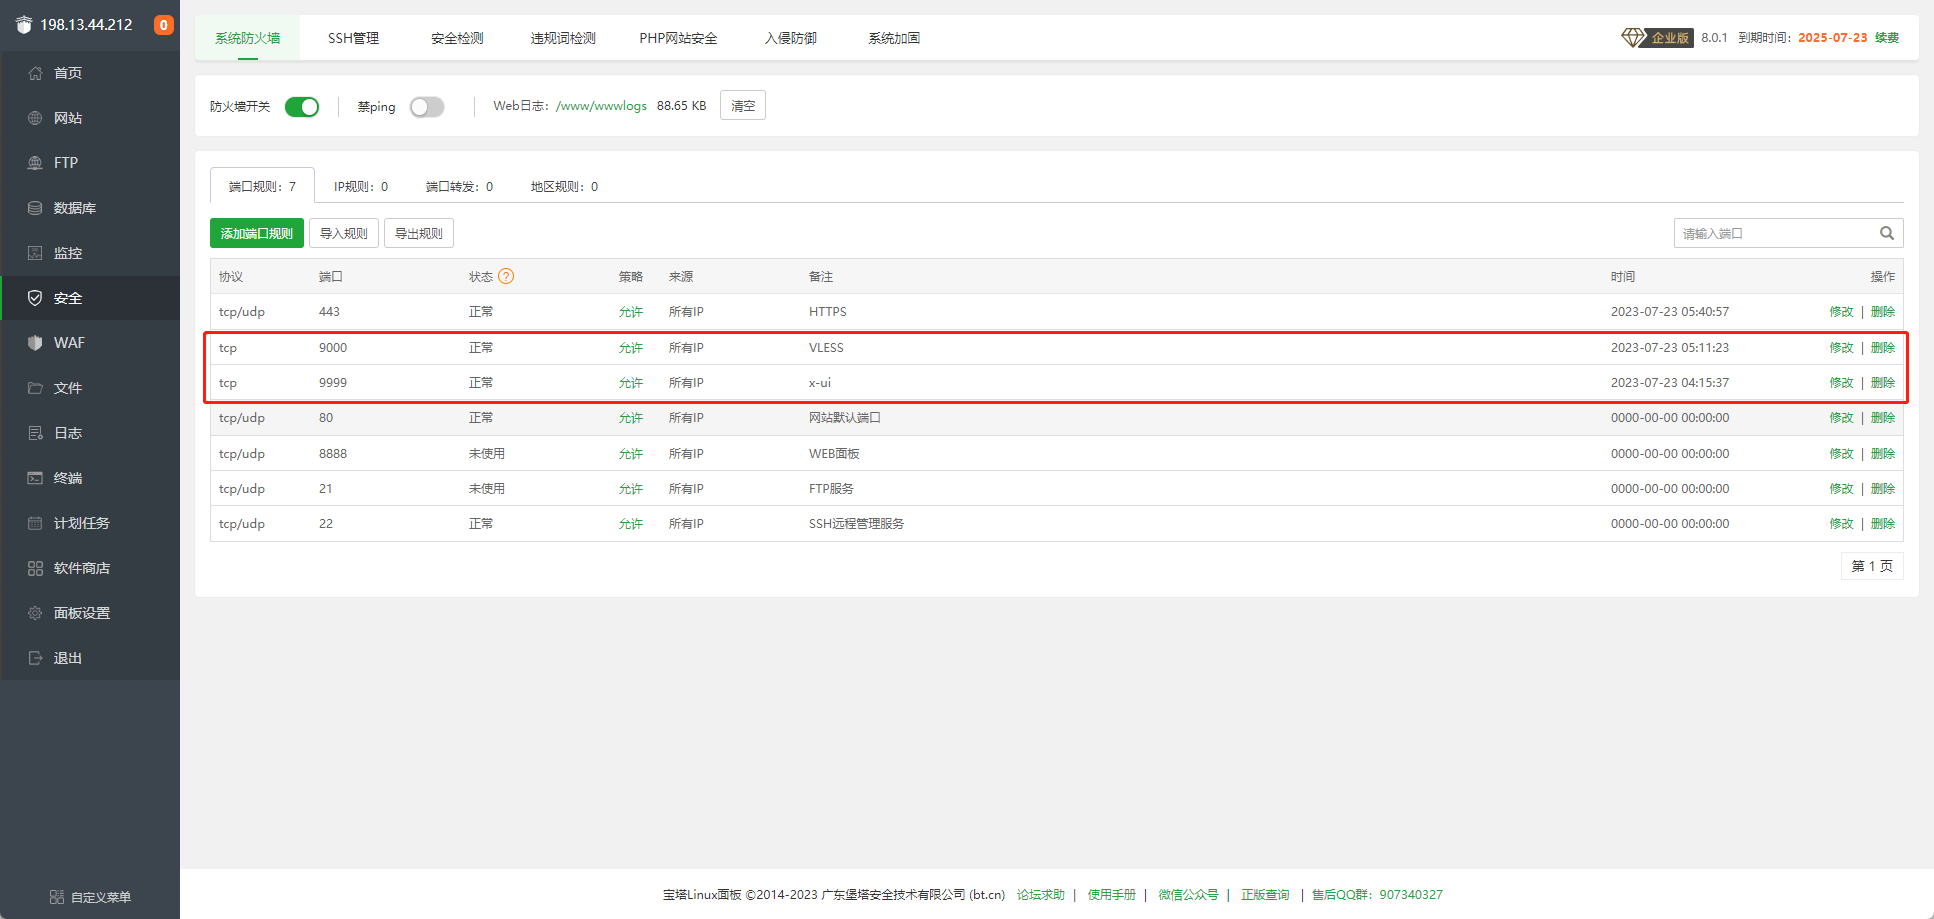 198.13.44.212 0
首页
网站
FTP
数据库
监控
安全
WAF
文件
日志
终端
计划任务
软件商店
面板设置
退出
自定义菜单
系统防火墙 SSH管理 安全检测 违规词检测 PHP网站安全 入侵防御 系统加固 企业版 8.0.1 到期时间：2025-07-23 续费
防火墙开关 禁ping Web日志：/www/wwwlogs 88.65 KB 清空
端口规则：7 IP规则：0 端口转发：0 地区规则：0
添加端口规则 导入规则 导出规则 请输入端口
协议 端口 状态 ? 策略 来源 备注 时间 操作
tcp/udp 443 正常 允许 所有IP HTTPS 2023-07-23 05:40:57 修改 | 删除
tcp 9000 正常 允许 所有IP VLESS 2023-07-23 05:11:23 修改 | 删除
tcp 9999 正常 允许 所有IP x-ui 2023-07-23 04:15:37 修改 | 删除
tcp/udp 80 正常 允许 所有IP 网站默认端口 0000-00-00 00:00:00 修改 | 删除
tcp/udp 8888 未使用 允许 所有IP WEB面板 0000-00-00 00:00:00 修改 | 删除
tcp/udp 21 未使用 允许 所有IP FTP服务 0000-00-00 00:00:00 修改 | 删除
tcp/udp 22 正常 允许 所有IP SSH远程管理服务 0000-00-00 00:00:00 修改 | 删除
第 1 页
宝塔Linux面板 ©2014-2023 广东堡塔安全技术有限公司 (bt.cn) 论坛求助 | 使用手册 | 微信公众号 | 正版查询 | 售后QQ群：907340327